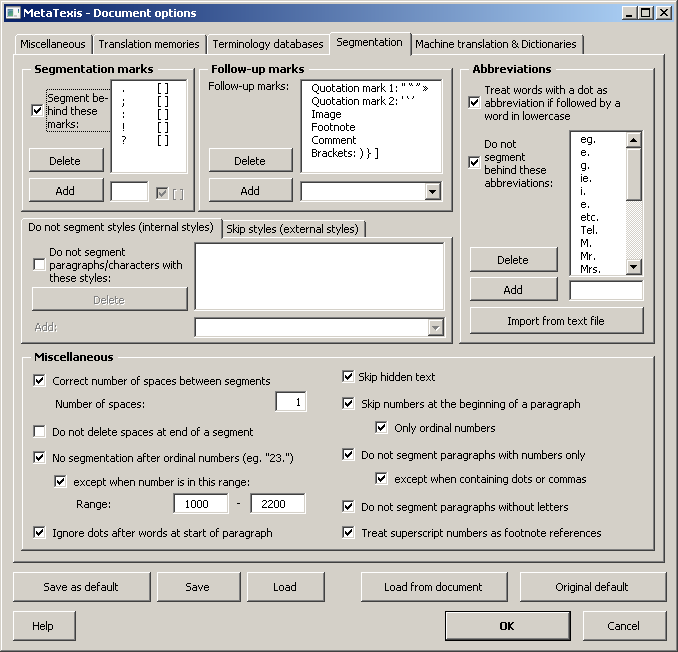 MetaTexis - Document options
Miscellaneous Translation memories Terminology databases Segmentation Machine translation & Dictionaries
Segmentation marks
Segment be-
hind these
marks:
. [ ]
; [ ]
: [ ]
! [ ]
? [ ]
Delete
Add
[ ]
Follow-up marks
Follow-up marks:
Quotation mark 1: " “ ” »
Quotation mark 2: ' ‘ ’
Image
Footnote
Comment
Brackets: ) } ]
Delete
Add
Abbreviations
Treat words with a dot as
abbreviation if followed by a
word in lowercase
Do not
segment
behind these
abbreviations:
eg.
e.
g.
ie.
i.
e.
etc.
Tel.
M.
Mr.
Mrs.
Delete
Add
Import from text file
Do not segment styles (internal styles) Skip styles (external styles)
Do not segment
paragraphs/characters with
these styles:
Delete
Add:
Miscellaneous
Correct number of spaces between segments
Number of spaces: 1
Do not delete spaces at end of a segment
No segmentation after ordinal numbers (eg. "23.")
except when number is in this range:
Range: 1000 - 2200
Ignore dots after words at start of paragraph
Skip hidden text
Skip numbers at the beginning of a paragraph
Only ordinal numbers
Do not segment paragraphs with numbers only
except when containing dots or commas
Do not segment paragraphs without letters
Treat superscript numbers as footnote references
Save as default Save Load Load from document Original default
Help OK Cancel